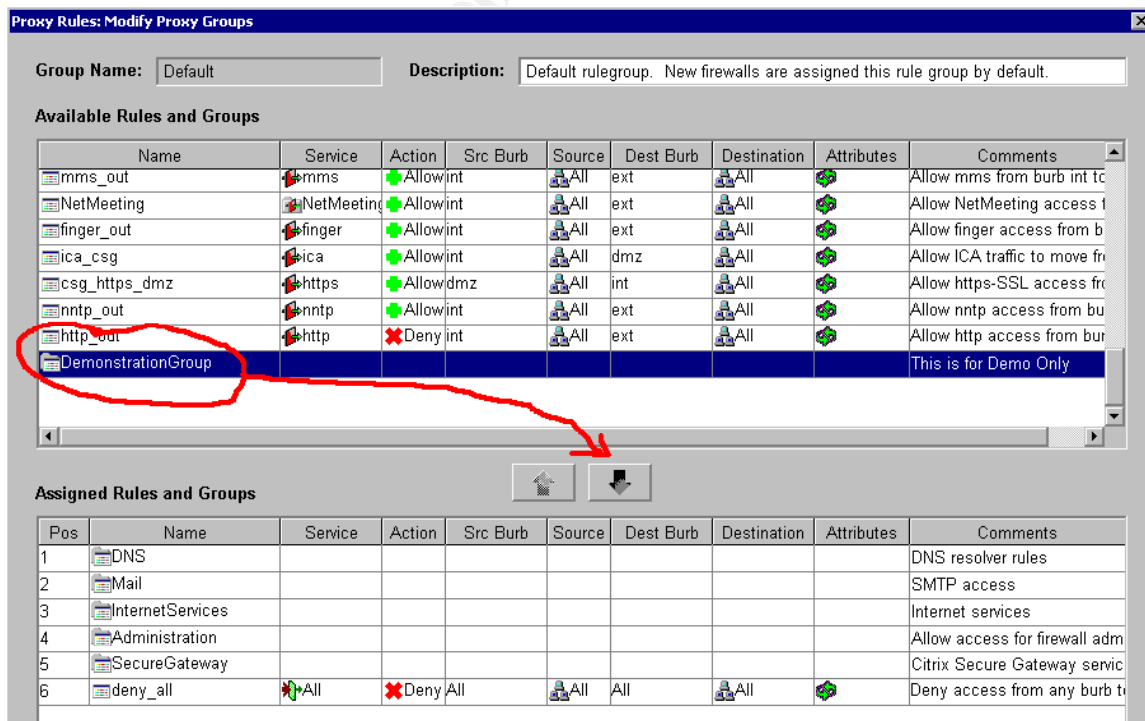 Proxy Rules: Modify Proxy Groups
Group Name: Default Description: Default rulegroup. New firewalls are assigned this rule group by default.
Available Rules and Groups
Name Service Action Src Burb Source Dest Burb Destination Attributes Comments
mms_out mms Allow int All ext All Allow mms from burb int to
NetMeeting NetMeeting Allow int All ext All Allow NetMeeting access
finger_out finger Allow int All ext All Allow finger access from b
ica_csg ica Allow int All dmz All Allow ICA traffic to move fr
csg_https_dmz https Allow dmz All int All Allow https-SSL access fr
nntp_out nntp Allow int All ext All Allow nntp access from bu
http_out http Deny int All ext All Allow http access from bur
DemonstrationGroup This is for Demo Only
Assigned Rules and Groups
Pos Name Service Action Src Burb Source Dest Burb Destination Attributes Comments
1 DNS DNS resolver rules
2 Mail SMTP access
3 InternetServices Internet services
4 Administration Allow access for firewall adm
5 SecureGateway Citrix Secure Gateway servic
6 deny_all All Deny All All All All Deny access from any burb t